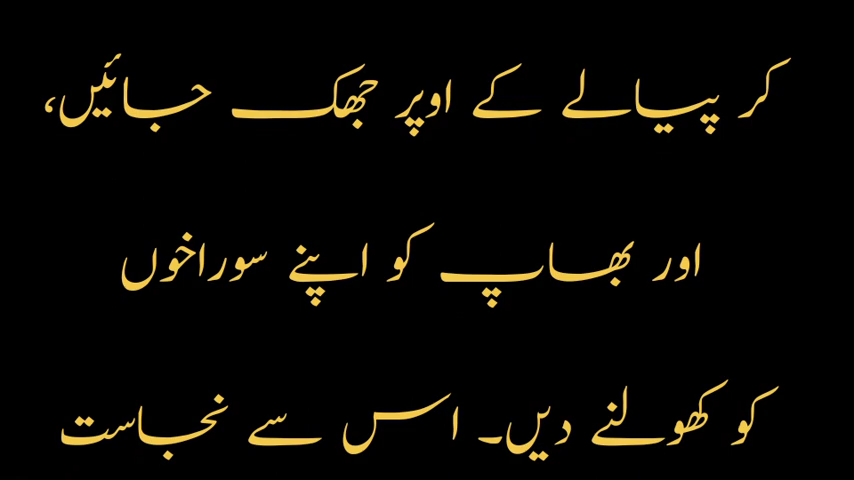 کر پیالے کے اوپر جھک جائیں،
اور بھاپ کو اپنے سوراخوں
کو کھولنے دیں۔ اس سے نجاست